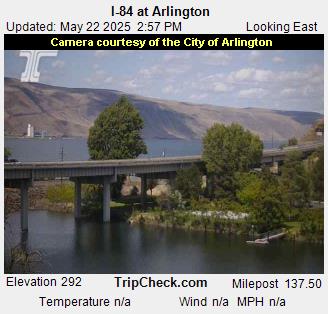 I-84 at Arlington
Updated: May 22 2025 2:57 PM Looking East
Camera courtesy of the City of Arlington
Elevation 292 TripCheck.com Milepost 137.50
Temperature n/a Wind n/a MPH n/a